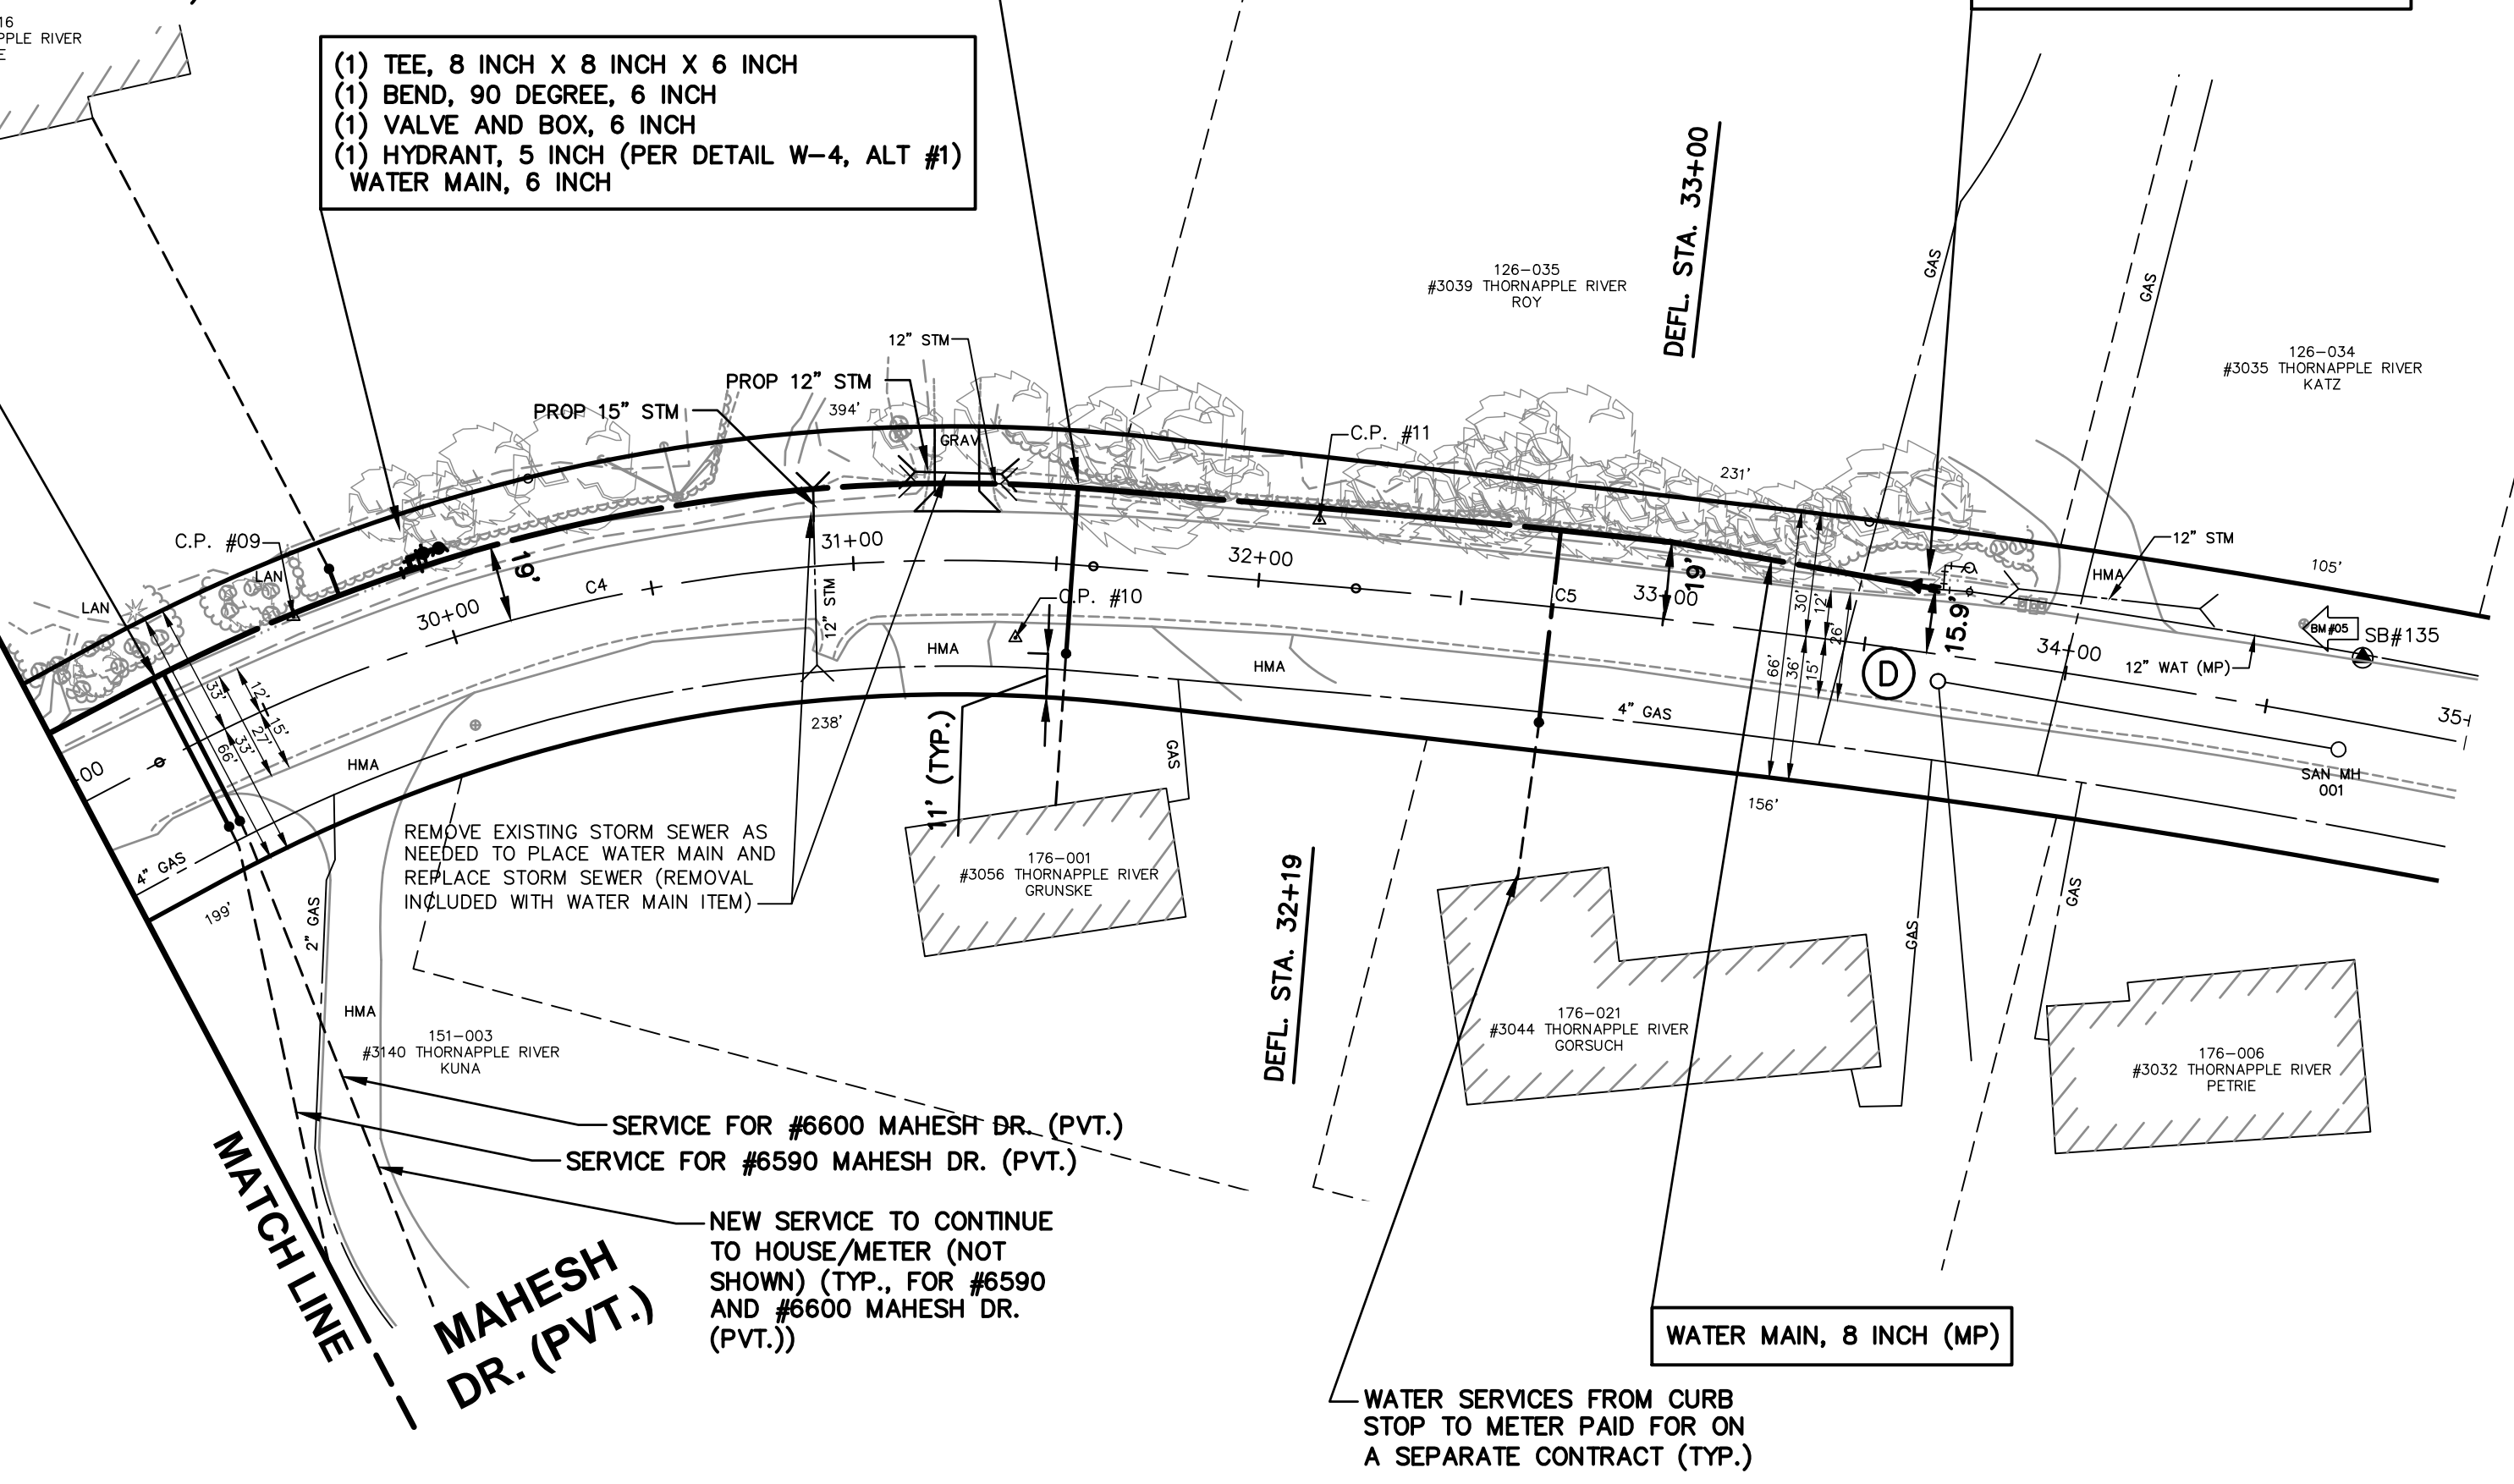 16
PPLE RIVER
E
(1) TEE, 8 INCH X 8 INCH X 6 INCH
(1) BEND, 90 DEGREE, 6 INCH
(1) VALVE AND BOX, 6 INCH
(1) HYDRANT, 5 INCH (PER DETAIL W-4, ALT #1)
WATER MAIN, 6 INCH
DEFL. STA. 33+00
126-035
#3039 THORNAPPLE RIVER
ROY
GAS
GAS
126-034
#3035 THORNAPPLE RIVER
KATZ
12" STM
PROP 12" STM
PROP 15" STM
394'
GRAV
C.P. #11
231'
C.P. #09
LAN
LAN
19'
31+00
32+00
30+00
C4
12" STM
C.P. #10
C5
33+00
19'
30'
12'
26'
66'
36'
15'
15.9'
D
HMA
12" STM
105'
BM #05
SB#135
34+00
12" WAT (MP)
35+
HMA
HMA
4" GAS
33'
12'
15'
27'
33'
66'
238'
11' (TYP.)
GAS
156'
SAN MH
001
-00
HMA
4" GAS
199'
2" GAS
REMOVE EXISTING STORM SEWER AS
NEEDED TO PLACE WATER MAIN AND
REPLACE STORM SEWER (REMOVAL
INCLUDED WITH WATER MAIN ITEM)
176-001
#3056 THORNAPPLE RIVER
GRUNSKE
DEFL. STA. 32+19
GAS
GAS
HMA
151-003
#3140 THORNAPPLE RIVER
KUNA
176-021
#3044 THORNAPPLE RIVER
GORSUCH
176-006
#3032 THORNAPPLE RIVER
PETRIE
SERVICE FOR #6600 MAHESH DR. (PVT.)
SERVICE FOR #6590 MAHESH DR. (PVT.)
NEW SERVICE TO CONTINUE
TO HOUSE/METER (NOT
SHOWN) (TYP., FOR #6590
AND #6600 MAHESH DR.
(PVT.))
MATCH LINE
MAHESH
DR. (PVT.)
WATER MAIN, 8 INCH (MP)
WATER SERVICES FROM CURB
STOP TO METER PAID FOR ON
A SEPARATE CONTRACT (TYP.)